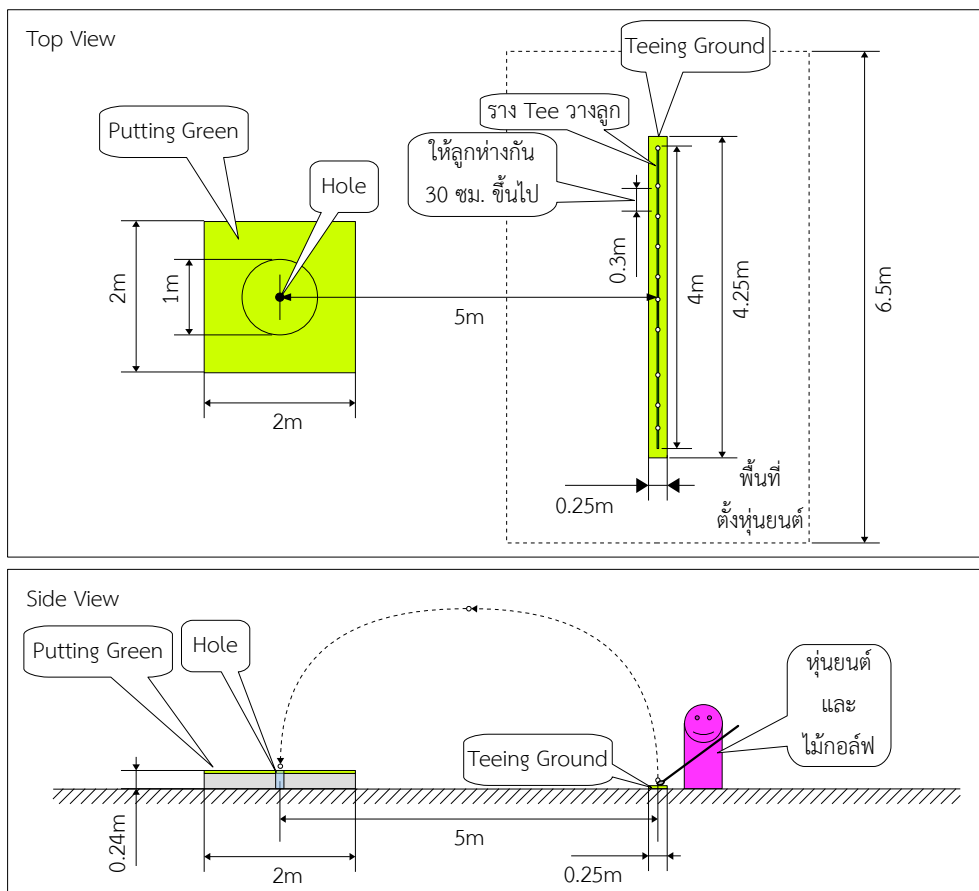 Top View
Teeing Ground
ราง Tee วางลูก
Putting Green
ให้ลูกห่างกัน
30 ซม. ขึ้นไป
Hole
2m
1m
0.3m
4m
4.25m
6.5m
5m
2m
0.25m
พื้นที่
ตั้งหุ่นยนต์
Side View
Putting Green
Hole
หุ่นยนต์
และ
ไม้กอล์ฟ
Teeing Ground
0.24m
5m
2m
0.25m